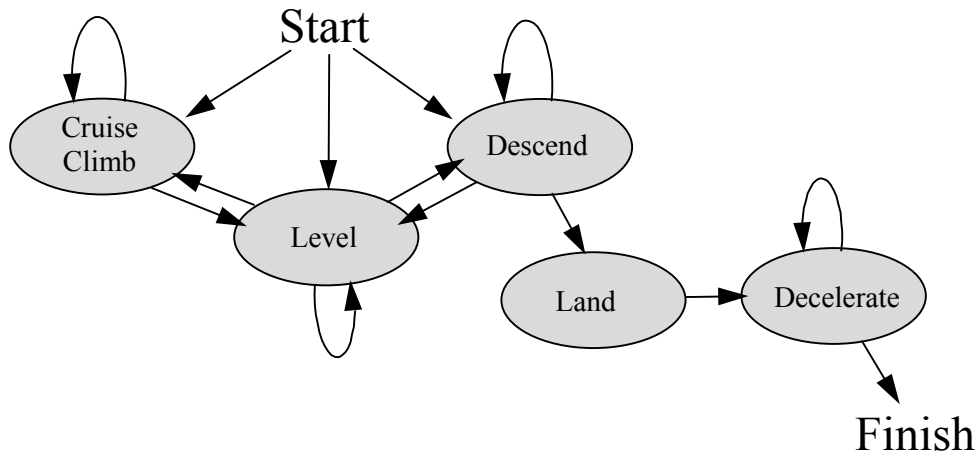 Start
Cruise
Climb
Descend
Level
Land
Decelerate
Finish